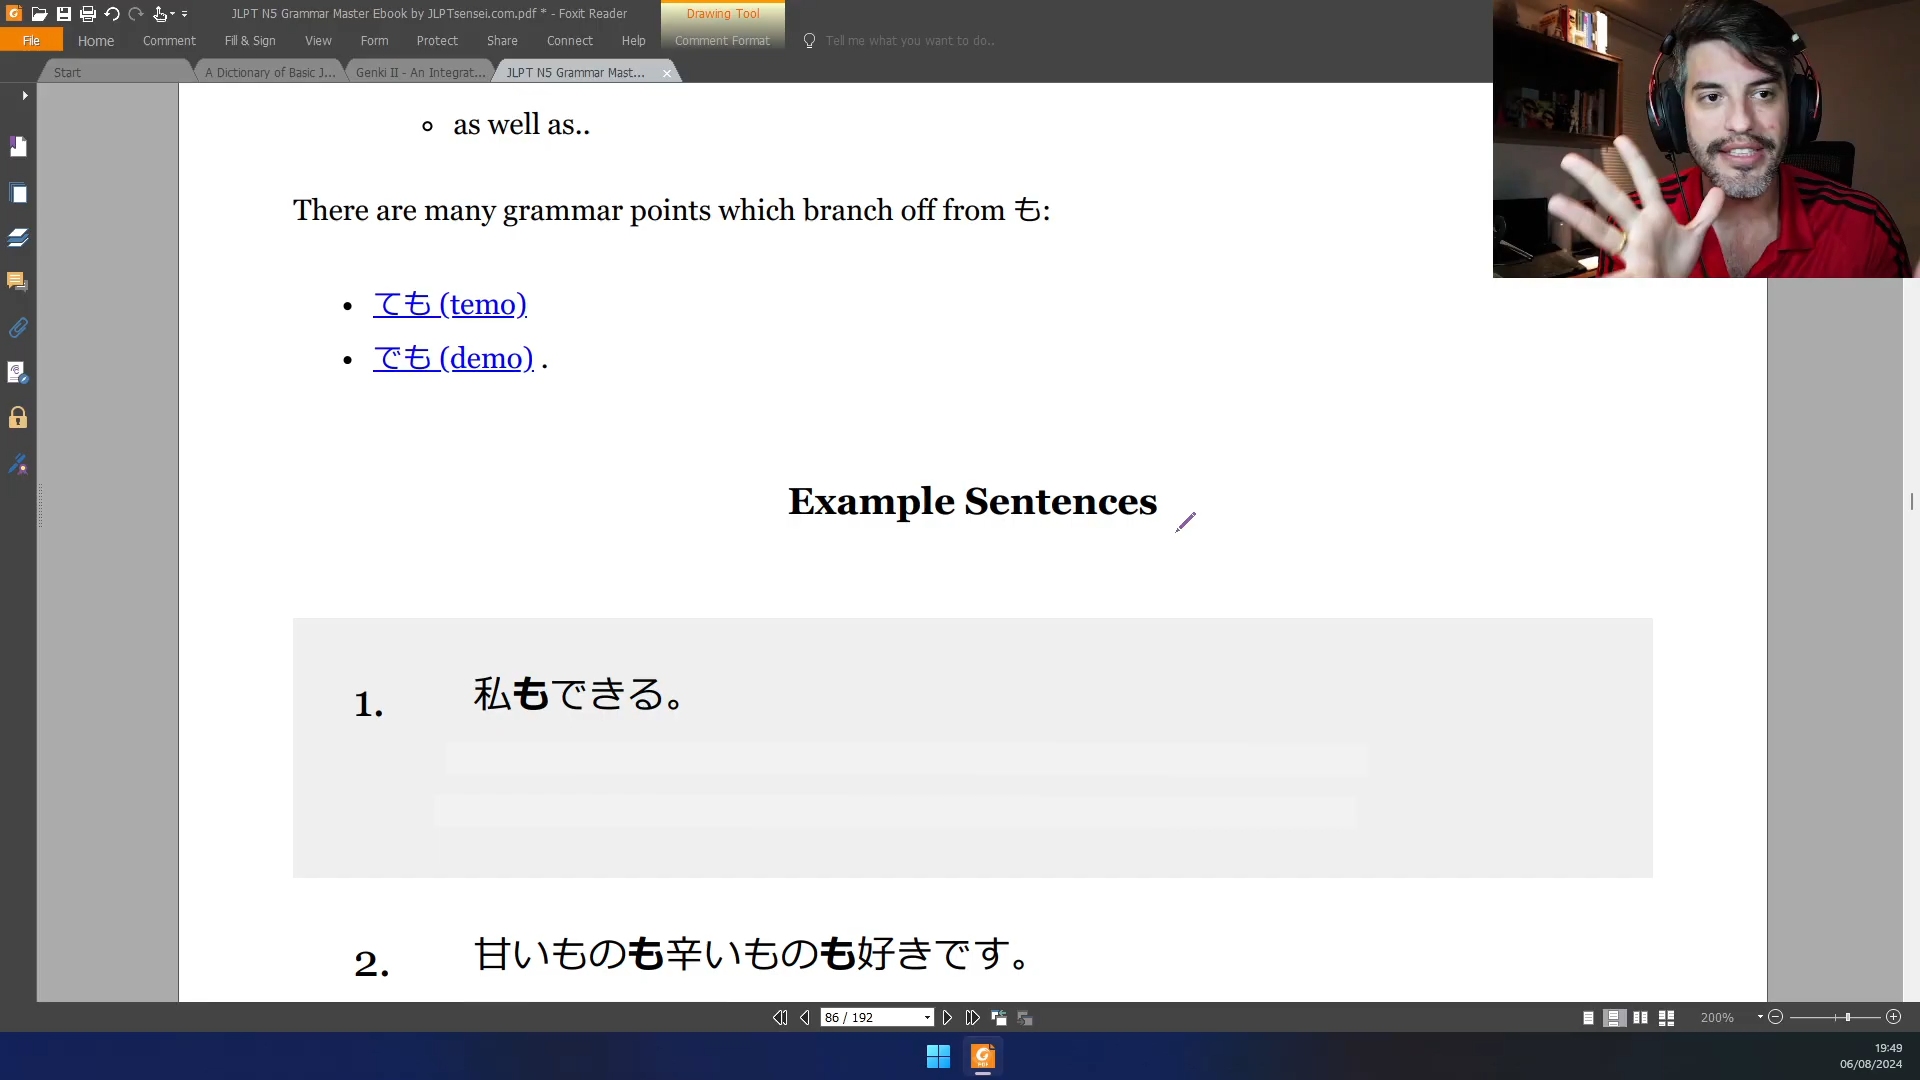 JLPT N5 Grammar Master Ebook by JLPTsensei.com.pdf * - Foxit Reader
Drawing Tool
File Home Comment Fill & Sign View Form Protect Share Connect Help Comment Format Tell me what you want to do..
Start A Dictionary of Basic J... Genki II - An Integrat... JLPT N5 Grammar Mast...
as well as..
There are many grammar points which branch off from も:
ても (temo)
でも (demo) .
Example Sentences
1. 私もできる。
2. 甘いものも辛いものも好きです。
86 / 192
200%
19:49
06/08/2024